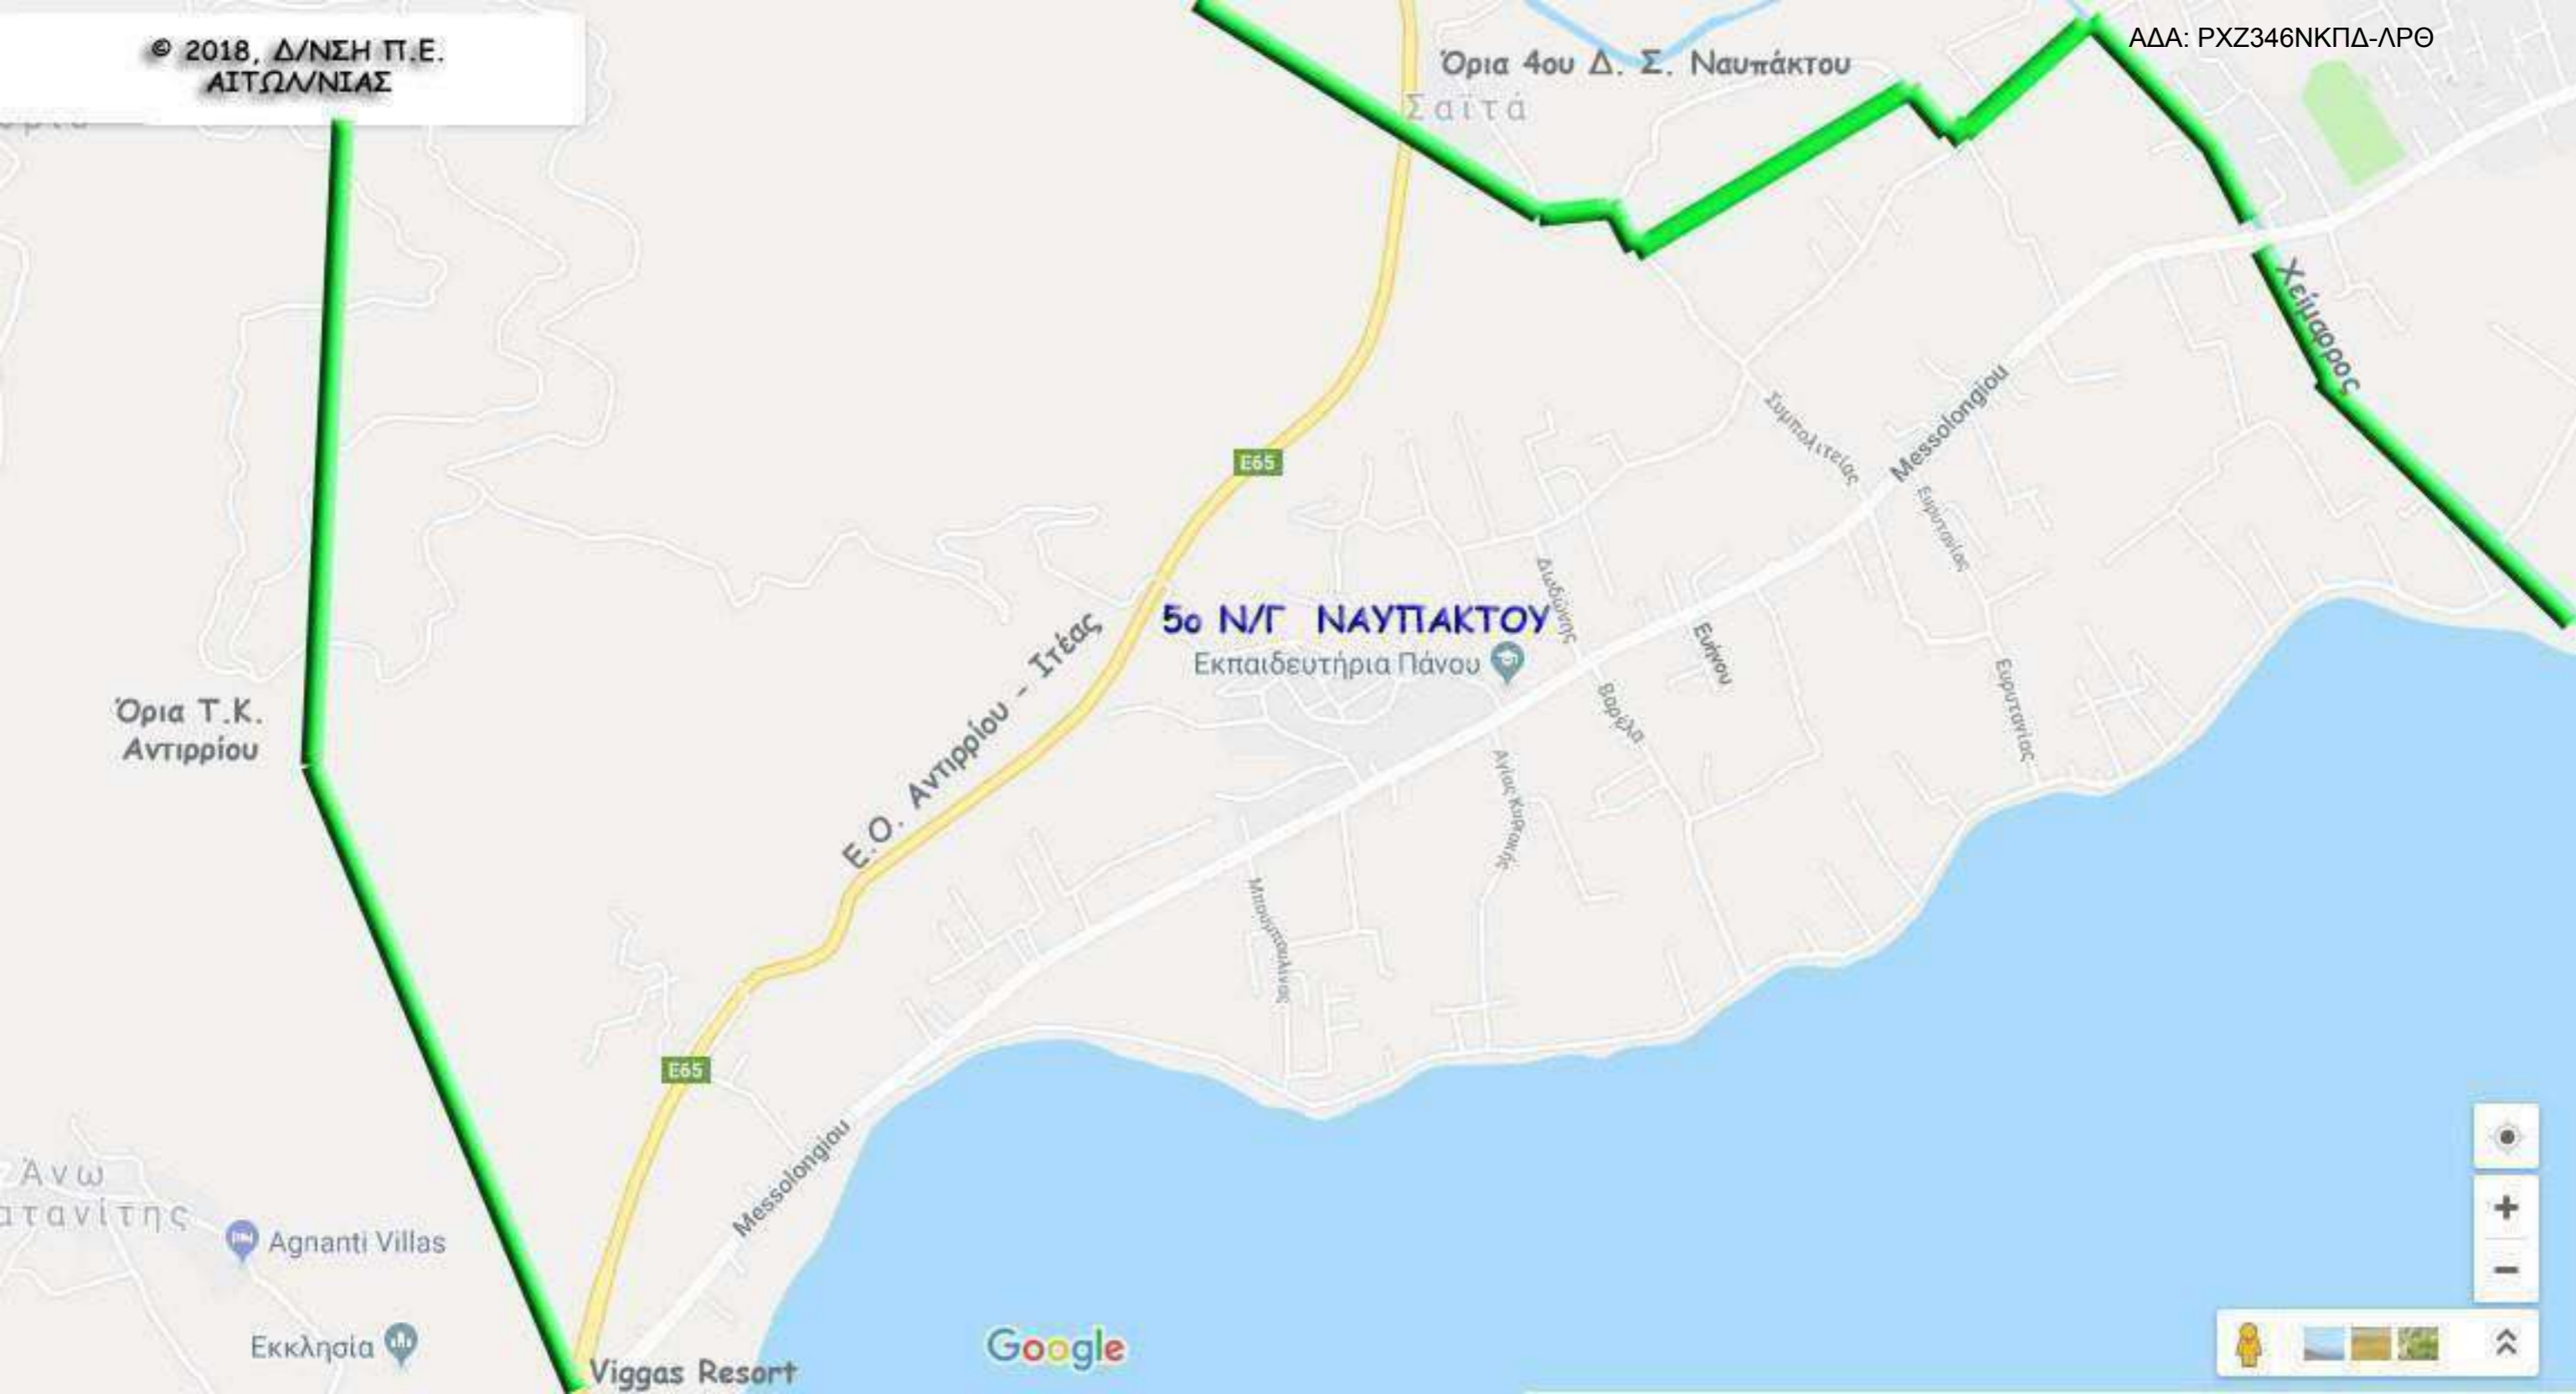 © 2018, Δ/ΝΣΗ Π.Ε.
ΑΙΤΩΛ/ΝΙΑΣ
ΑΔΑ: ΡΧΖ346ΝΚΠΔ-ΛΡΘ
Όρια 4ου Δ. Σ. Ναυπάκτου
Σαϊτά
Χείμαρρος
Συμπολιτείας
Messolongiou
Ευρυτανίας
E65
Δωδώνης
5ο Ν/Γ ΝΑΥΠΑΚΤΟΥ
Εκπαιδευτήρια Πάνου
Ευήνου
Ε.Ο. Αντιρρίου - Ιτέας
Βαρέλα
Ευρυτανίας
Όρια Τ.Κ.
Αντιρρίου
Αγίας Κυριακής
Μπουμπουλίνας
E65
Messolongiou
Άνω
Agnanti Villas
Εκκλησία
Viggas Resort
Google